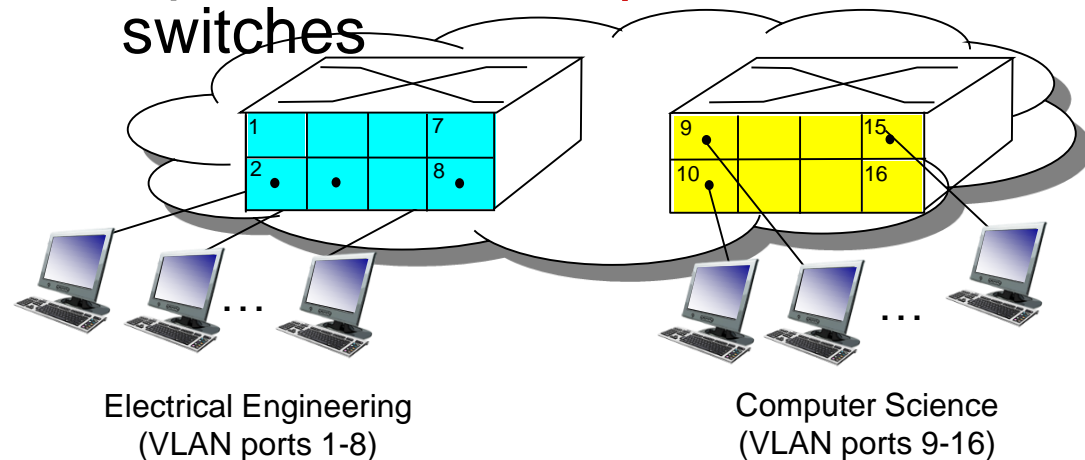 switches
1 7
2 8
9 15
10 16
...
...
Electrical Engineering
(VLAN ports 1-8)
Computer Science
(VLAN ports 9-16)